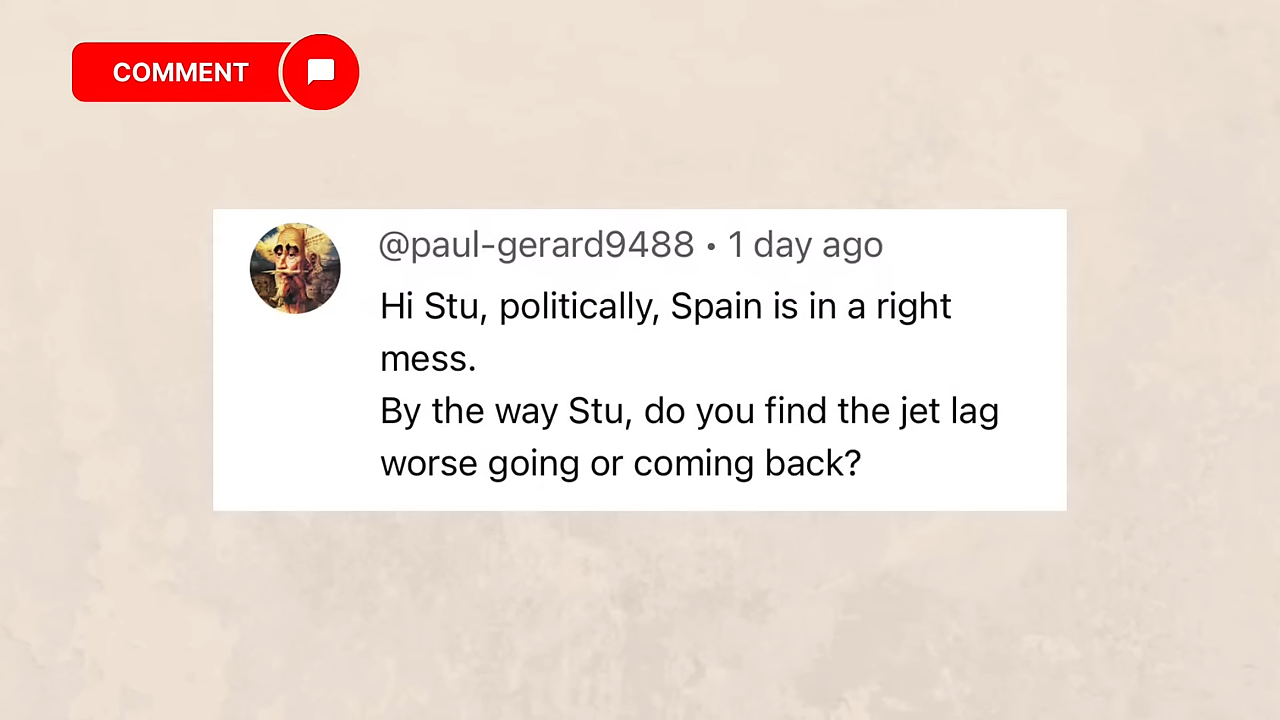 COMMENT
@paul-gerard9488 • 1 day ago
Hi Stu, politically, Spain is in a right
mess.
By the way Stu, do you find the jet lag
worse going or coming back?